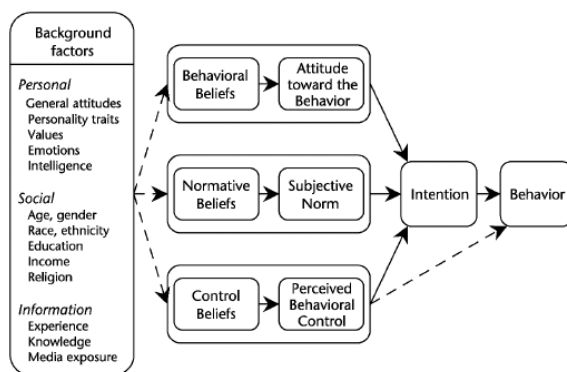 Background
factors
Personal
General attitudes
Personality traits
Values
Emotions
Intelligence
Social
Age, gender
Race, ethnicity
Education
Income
Religion
Information
Experience
Knowledge
Media exposure
Behavioral
Beliefs
Attitude
toward the
Behavior
Normative
Beliefs
Subjective
Norm
Control
Beliefs
Perceived
Behavioral
Control
Intention
Behavior